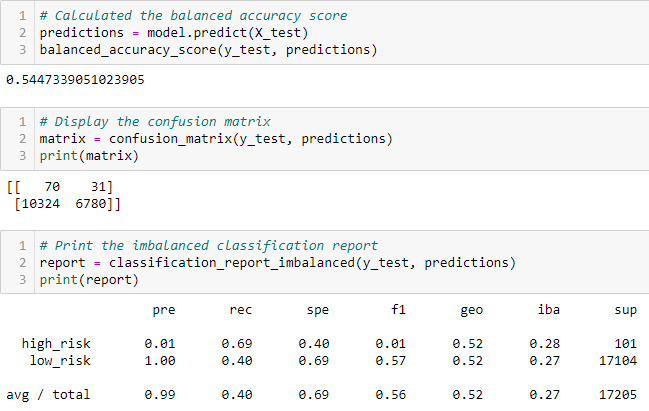 1 # Calculated the balanced accuracy score
2 predictions = model.predict(X_test)
3 balanced_accuracy_score(y_test, predictions)
0.5447339051023905
1 # Display the confusion matrix
2 matrix = confusion_matrix(y_test, predictions)
3 print(matrix)
[[   70    31]
 [10324  6780]]
1 # Print the imbalanced classification report
2 report = classification_report_imbalanced(y_test, predictions)
3 print(report)
pre rec spe f1 geo iba sup
high_risk 0.01 0.69 0.40 0.01 0.52 0.28 101
low_risk 1.00 0.40 0.69 0.57 0.52 0.27 17104
avg / total 0.99 0.40 0.69 0.56 0.52 0.27 17205